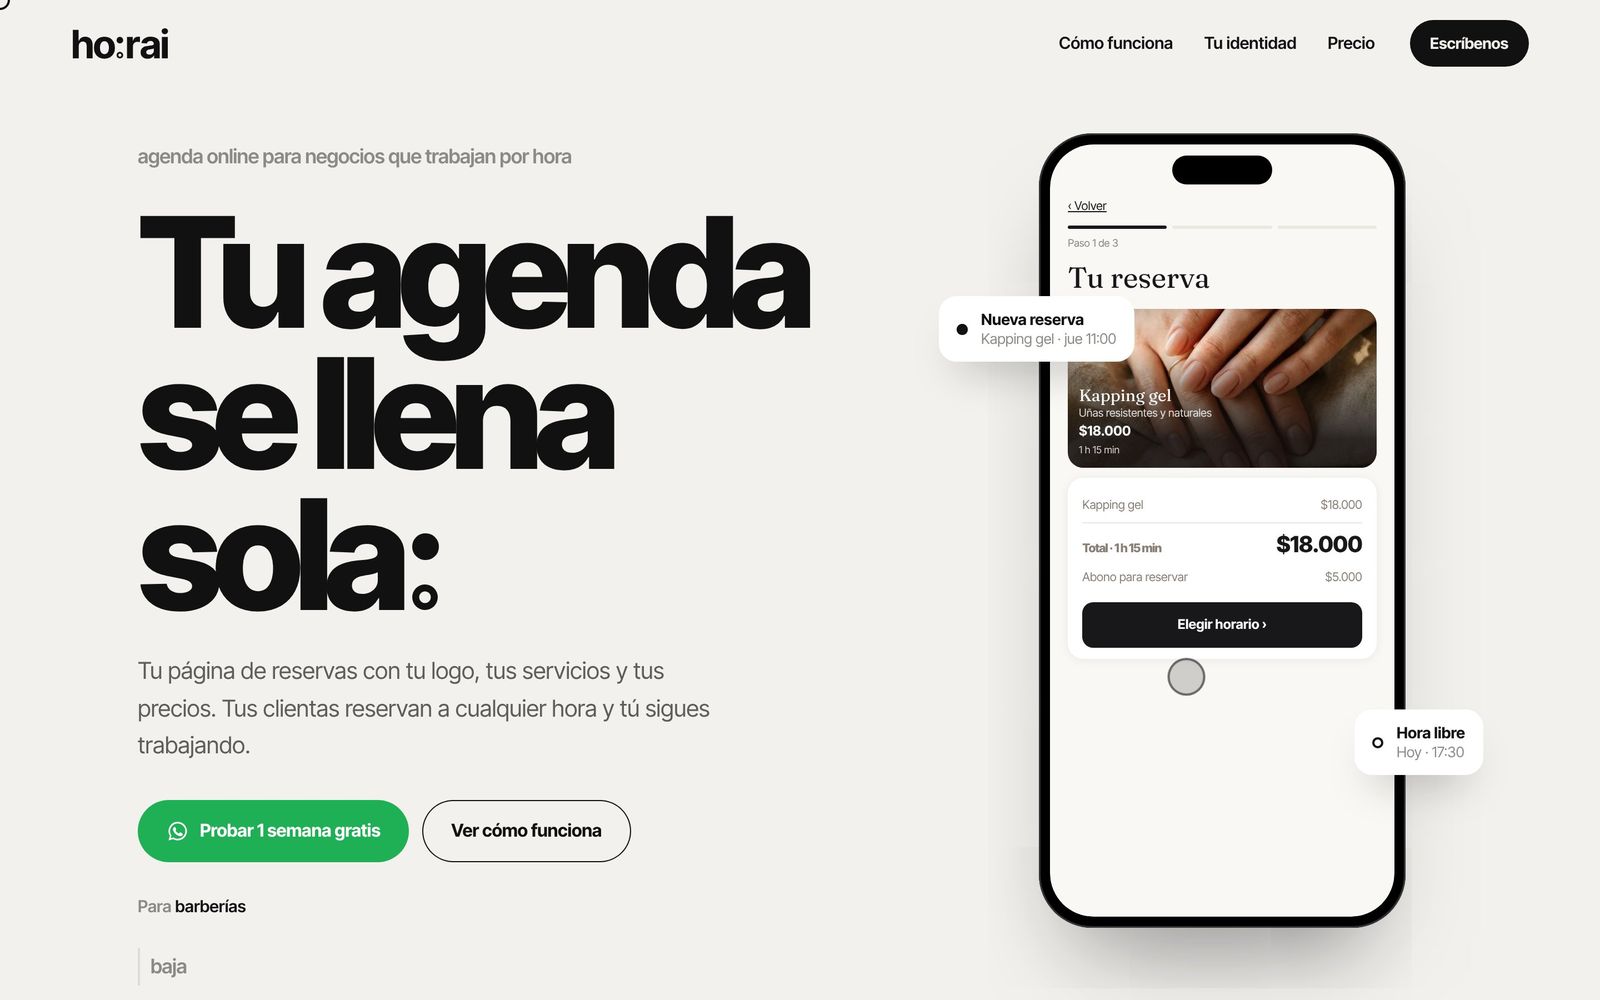 ho:rai
Cómo funciona
Tu identidad
Precio
Escríbenos
agenda online para negocios que trabajan por hora
Tu agenda
se llena
sola:
Tu página de reservas con tu logo, tus servicios y tus
precios. Tus clientas reservan a cualquier hora y tú sigues
trabajando.
Probar 1 semana gratis
Ver cómo funciona
Para barberías
baja
‹ Volver
Paso 1 de 3
Tu reserva
Nueva reserva
Kapping gel · jue 11:00
Kapping gel
Uñas resistentes y naturales
$18.000
1 h 15 min
Kapping gel $18.000
Total · 1 h 15 min $18.000
Abono para reservar $5.000
Elegir horario ›
Hora libre
Hoy · 17:30